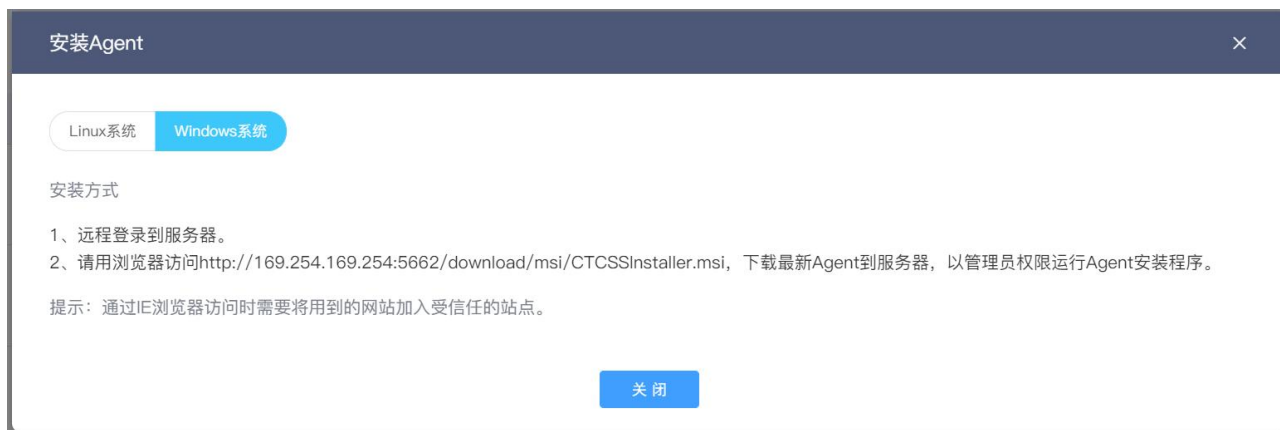 安装Agent
Linux系统
Windows系统
安装方式
1、远程登录到服务器。
2、请用浏览器访问http://169.254.169.254:5662/download/msi/CTCSSInstaller.msi，下载最新Agent到服务器，以管理员权限运行Agent安装程序。
提示：通过IE浏览器访问时需要将用到的网站加入受信任的站点。
关闭